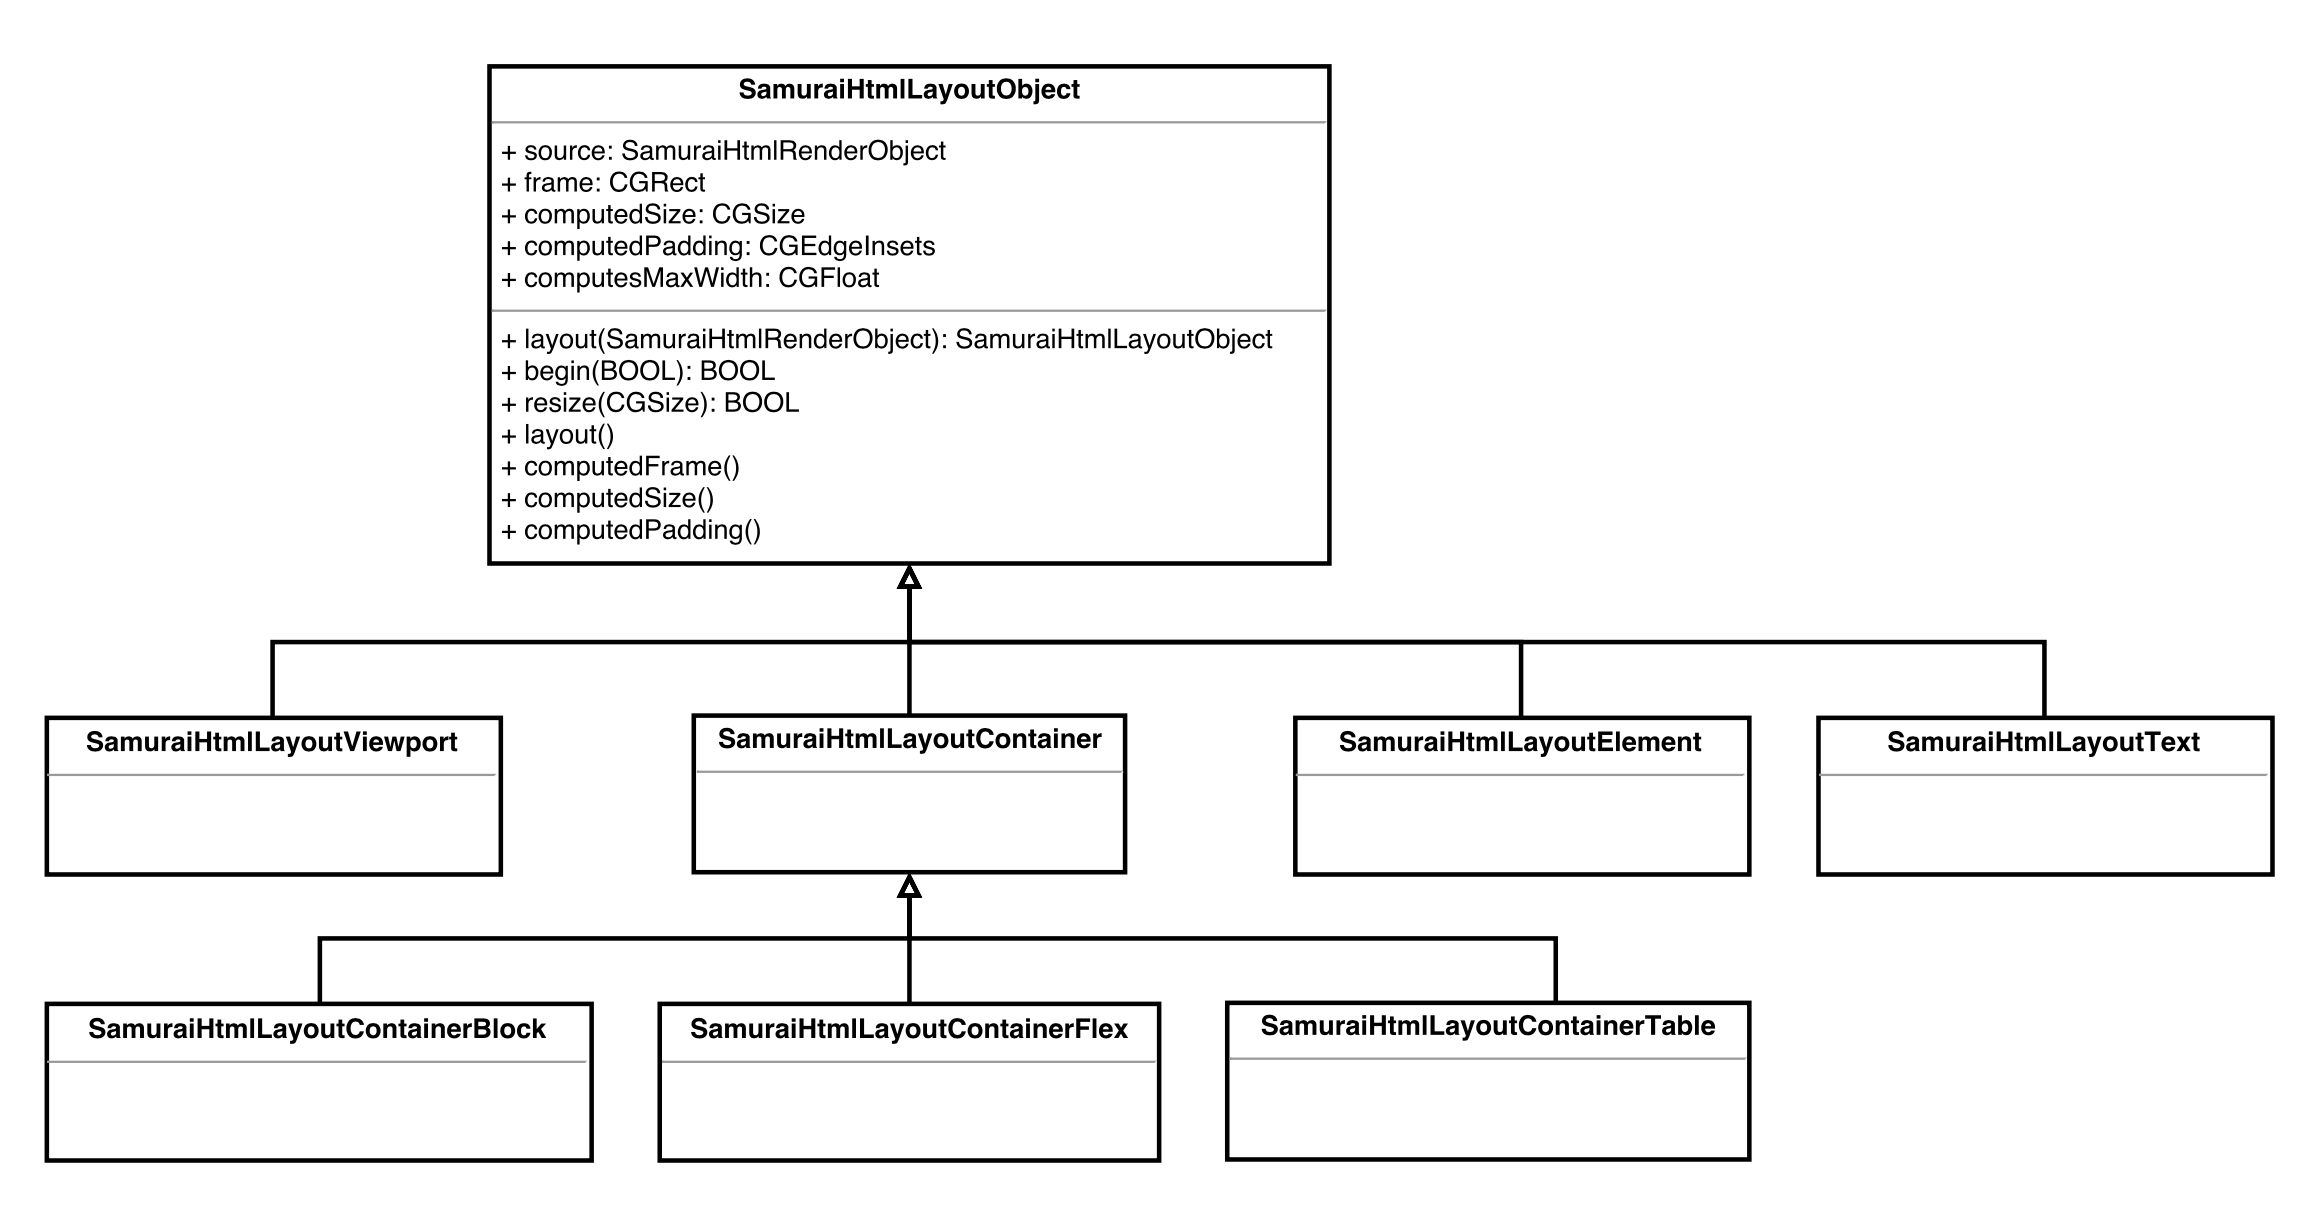 SamuraiHtmlLayoutObject
+ source: SamuraiHtmlRenderObject
+ frame: CGRect
+ computedSize: CGSize
+ computedPadding: CGEdgeInsets
+ computesMaxWidth: CGFloat
+ layout(SamuraiHtmlRenderObject): SamuraiHtmlLayoutObject
+ begin(BOOL): BOOL
+ resize(CGSize): BOOL
+ layout()
+ computedFrame()
+ computedSize()
+ computedPadding()
SamuraiHtmlLayoutViewport
SamuraiHtmlLayoutContainer
SamuraiHtmlLayoutElement
SamuraiHtmlLayoutText
SamuraiHtmlLayoutContainerBlock
SamuraiHtmlLayoutContainerFlex
SamuraiHtmlLayoutContainerTable